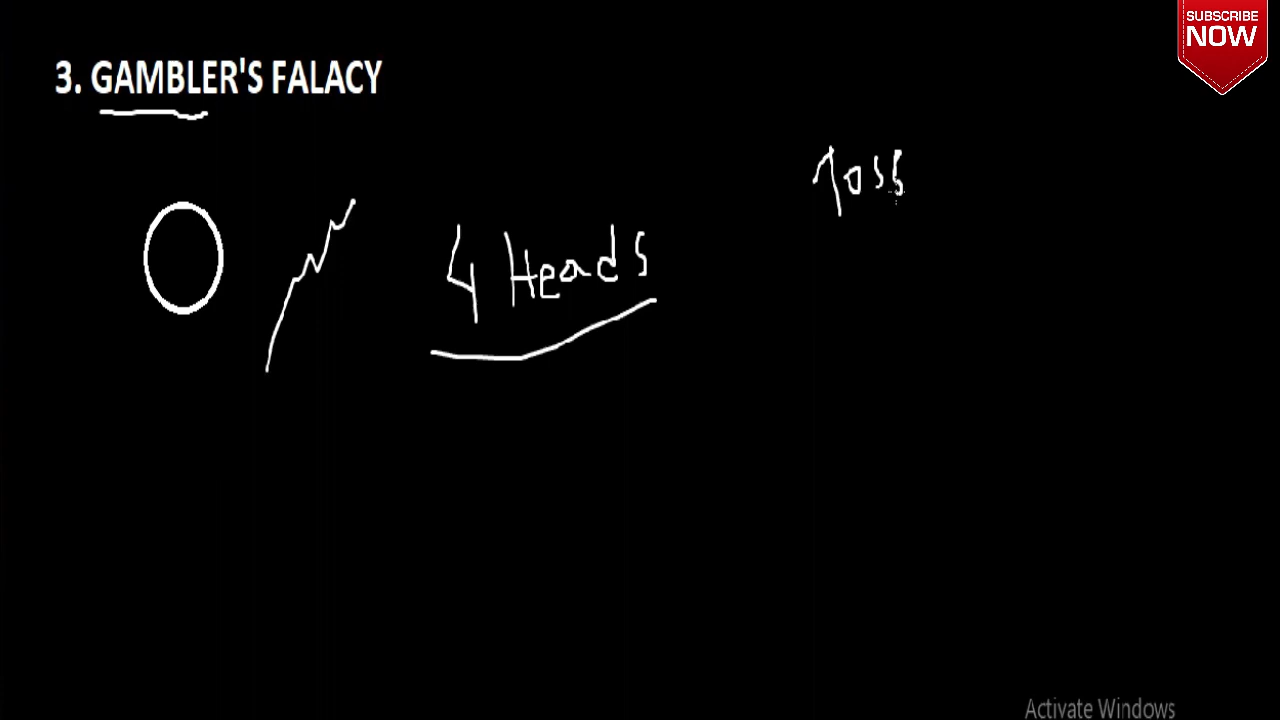 SUBSCRIBE
NOW
3. GAMBLER'S FALACY
Toss
4 Heads
Activate Windows